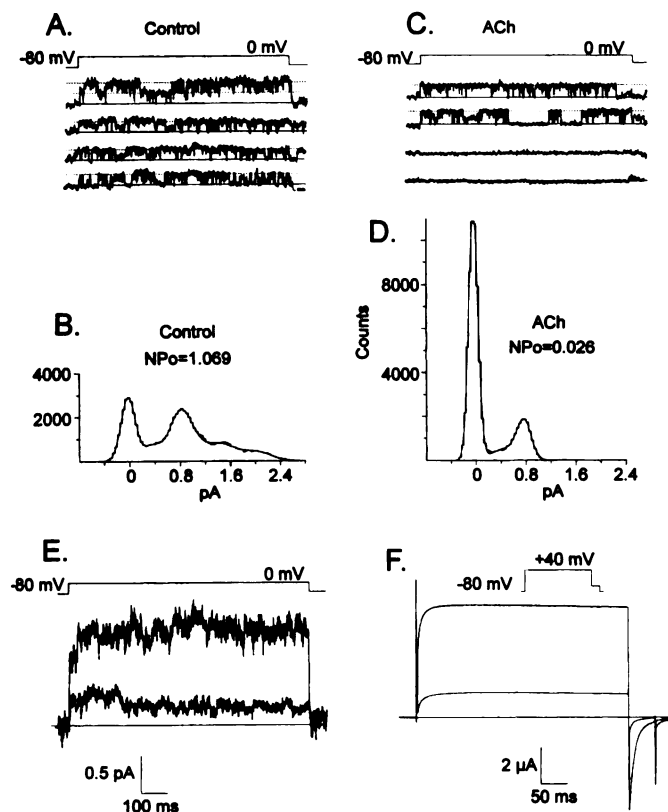 A.
Control
-80 mV
0 mV
C.
ACh
-80 mV
0 mV
B.
Control
NPo=1.069
4000
2000
0
0.8
1.6
2.4
pA
D.
ACh
NPo=0.026
Counts
8000
4000
0
0.8
1.6
2.4
pA
E.
-80 mV
0 mV
0.5 pA
100 ms
F.
+40 mV
-80 mV
2 μA
50 ms